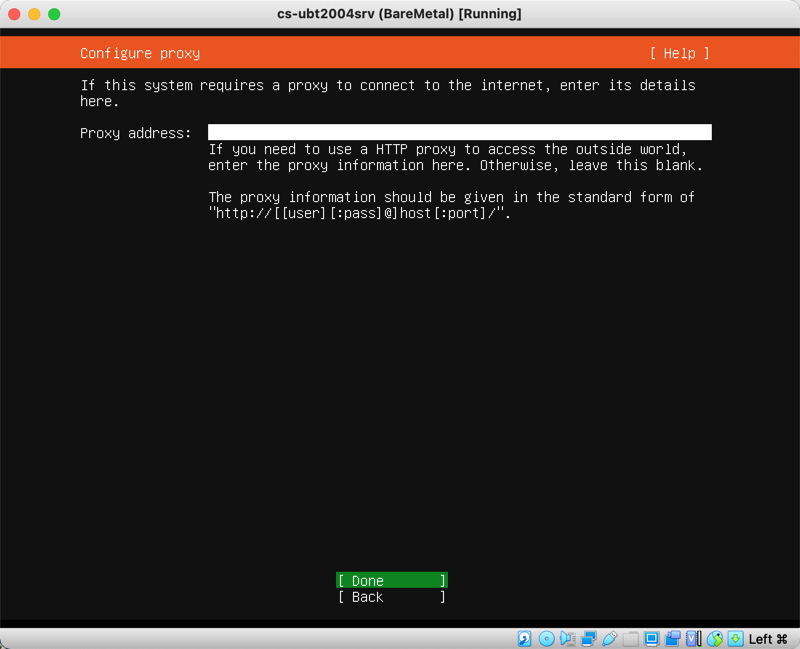 cs-ubt2004srv (BareMetal) [Running]
Configure proxy [ Help ]
If this system requires a proxy to connect to the internet, enter its details
here.
Proxy address:
If you need to use a HTTP proxy to access the outside world,
enter the proxy information here. Otherwise, leave this blank.
The proxy information should be given in the standard form of
"http://[[user][:pass]@]host[:port]/".
[ Done ]
[ Back ]
Left ⌘